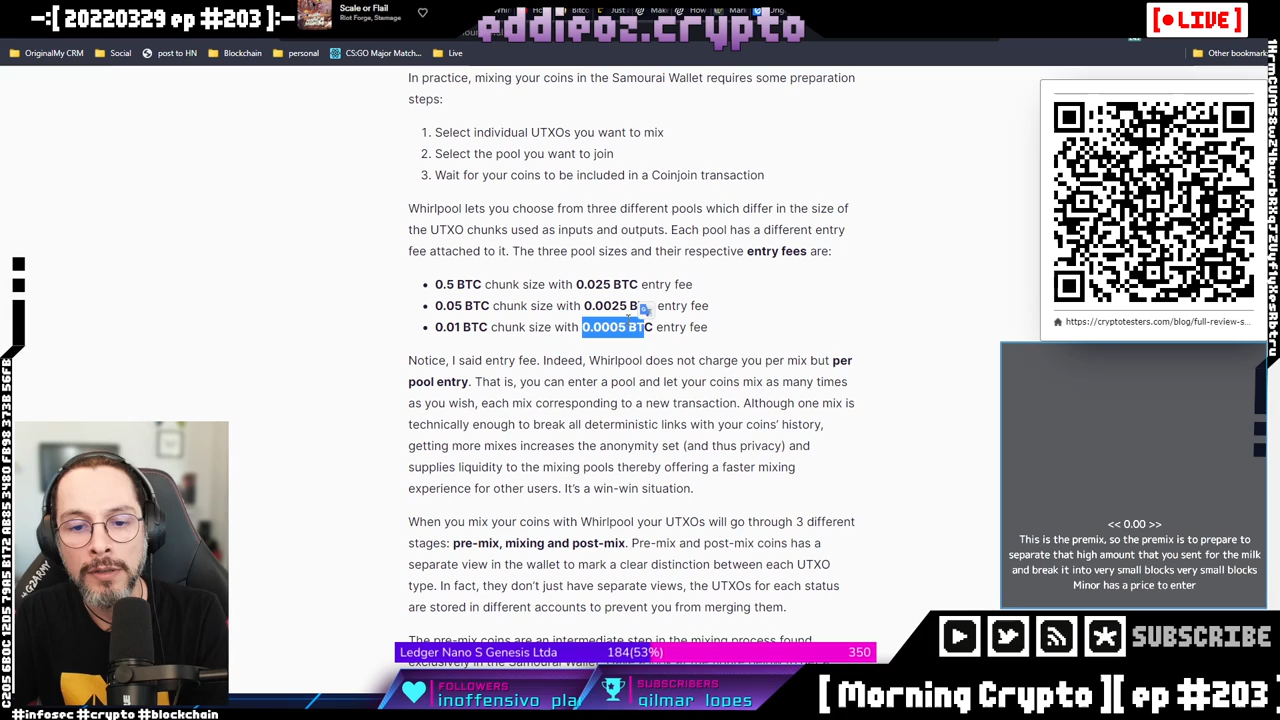 -:[ 20220329 ep #203 ]:-
Scale or Flail
Blot Forge, Stemage
eddieoz.crypto
[● LIVE]
OriginalMy CRM
Social
post to HN
Blockchain
personal
CS:GO Major Match...
Live
Other bookmark
In practice, mixing your coins in the Samourai Wallet requires some preparation
steps:
1. Select individual UTXOs you want to mix
2. Select the pool you want to join
3. Wait for your coins to be included in a Coinjoin transaction
Whirlpool lets you choose from three different pools which differ in the size of
the UTXO chunks used as inputs and outputs. Each pool has a different entry
fee attached to it. The three pool sizes and their respective entry fees are:
• 0.5 BTC chunk size with 0.025 BTC entry fee
• 0.05 BTC chunk size with 0.0025 B entry fee
• 0.01 BTC chunk size with 0.0005 BTC entry fee
Notice, I said entry fee. Indeed, Whirlpool does not charge you per mix but per
pool entry. That is, you can enter a pool and let your coins mix as many times
as you wish, each mix corresponding to a new transaction. Although one mix is
technically enough to break all deterministic links with your coins’ history,
getting more mixes increases the anonymity set (and thus privacy) and
supplies liquidity to the mixing pools thereby offering a faster mixing
experience for other users. It’s a win-win situation.
When you mix your coins with Whirlpool your UTXOs will go through 3 different
stages: pre-mix, mixing and post-mix. Pre-mix and post-mix coins has a
separate view in the wallet to mark a clear distinction between each UTXO
type. In fact, they don’t just have separate views, the UTXOs for each status
are stored in different accounts to prevent you from merging them.
The pre-mix coins are an intermediate step in the mixing process found
https://cryptotesters.com/blog/full-review-s...
<< 0.00 >>
This is the premix, so the premix is to prepare to
separate that high amount that you sent for the milk
and break it into very small blocks very small blocks
Minor has a price to enter
Ledger Nano S Genesis Ltda 184(53%) 350
FOLLOWERS
inoffensivo_pla
SUBSCRIBERS
gilmar_lopes
SUBSCRIBE
[ Morning Crypto ][ ep #203 ]
#infosec #crypto #blockchain